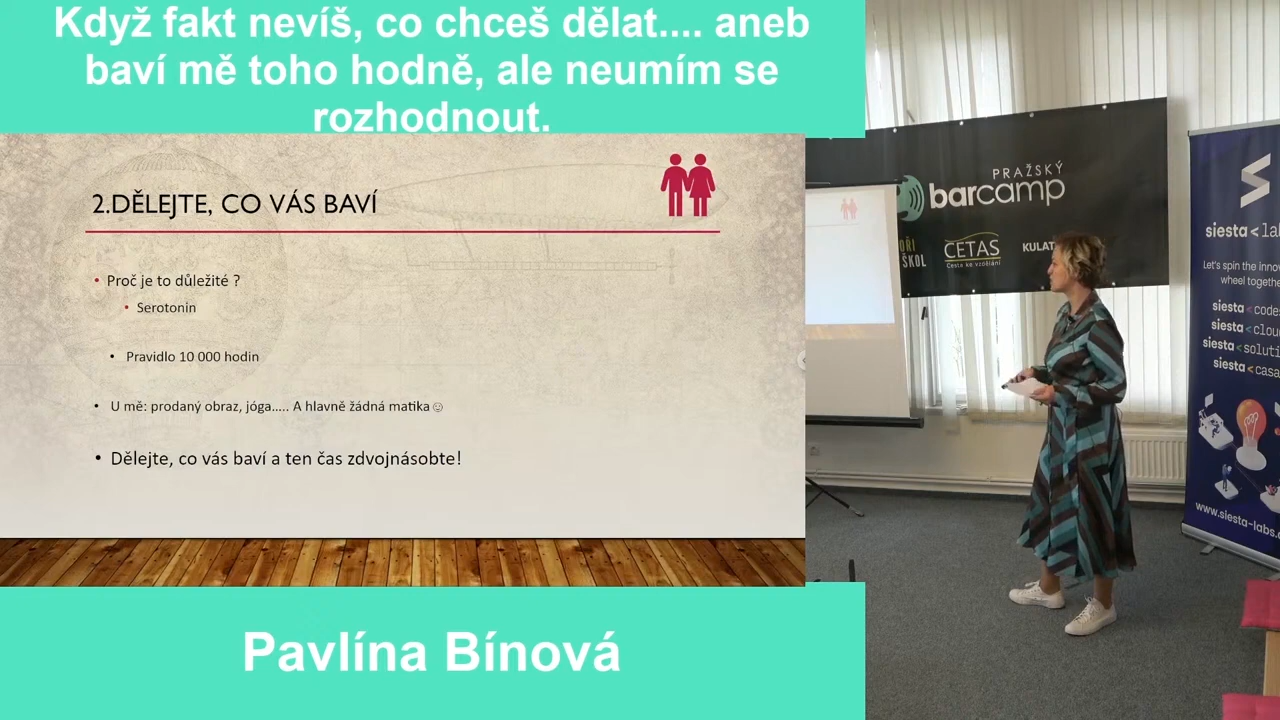 Když fakt nevíš, co chceš dělat.... aneb
baví mě toho hodně, ale neumím se
rozhodnout.
2.DĚLEJTE, CO VÁS BAVÍ
• Proč je to důležité ?
• Serotonin
• Pravidlo 10 000 hodin
• U mě: prodaný obraz, jóga..... A hlavně žádná matika ☺
• Dělejte, co vás baví a ten čas zdvojnásobte!
Pavlína Bínová
PRAŽSKÝ
barcamp
ŠKOL
CETAS
Cesta ke vzdělání
KULAT
siesta<la
Let's spin the inno
wheel togethe
siesta<code
siesta<clou
siesta<soluti
siesta<casa
www.siesta-labs.